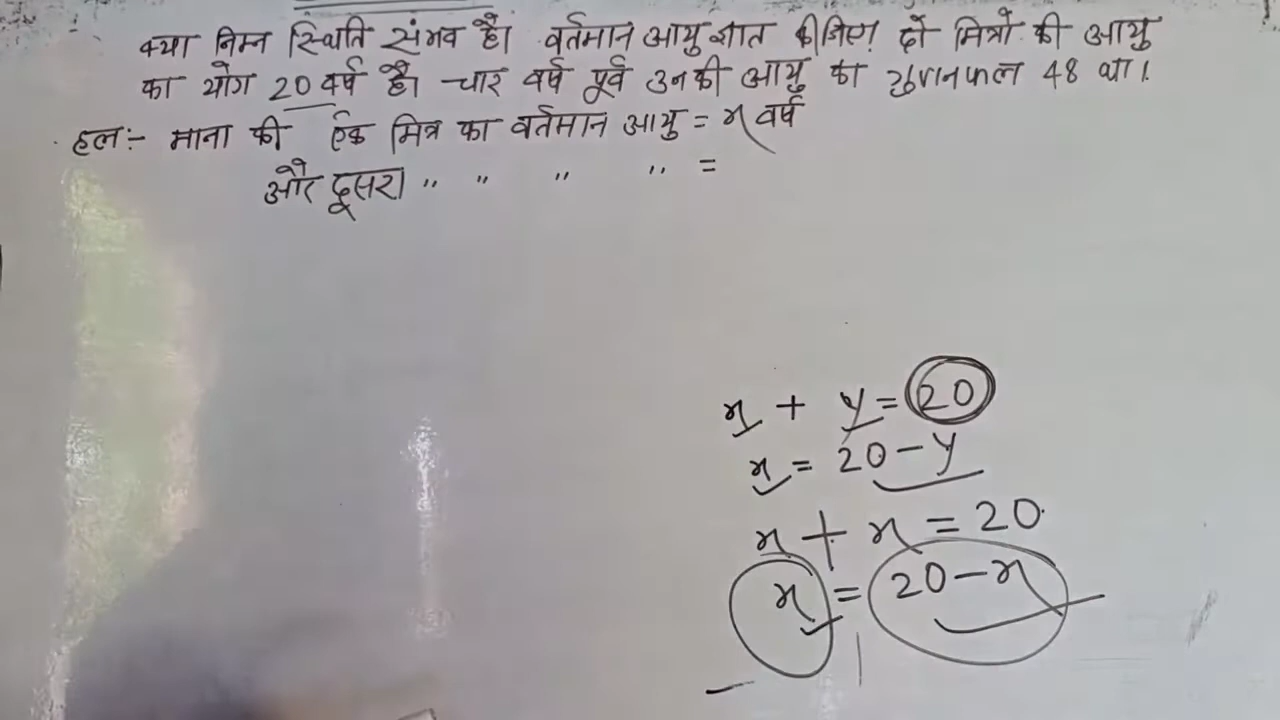 क्या निम्न स्थिति संभव है। वर्तमान आयु ज्ञात कीजिए। दो मित्रो की आयु
का योग 20 वर्ष है। चार वर्ष पूर्व उनकी आयु का गुणनफल 48 था।
हल:- माना की ऐक मित्र का वर्तमान आयु = x वर्ष
और दूसरा " " " " =
x + y = 20
x = 20 - y
x + x = 20
x = 20 - x